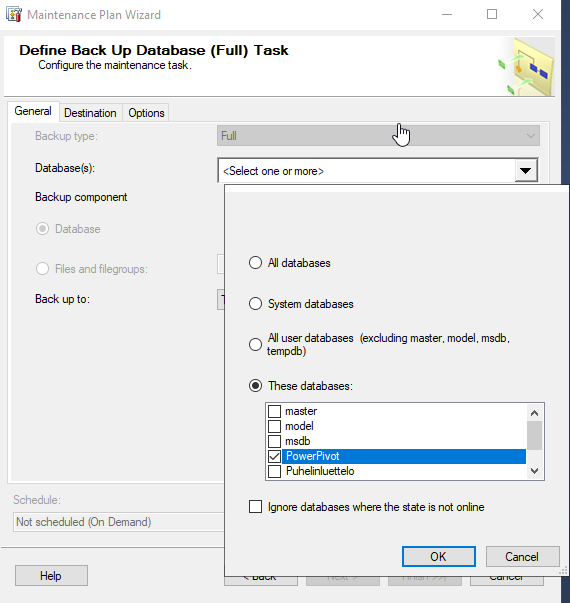 Maintenance Plan Wizard
Define Back Up Database (Full) Task
Configure the maintenance task.
General
Destination
Options
Backup type:
Full
Database(s):
<Select one or more>
Backup component
Database
Files and filegroups:
Back up to:
All databases
System databases
All user databases (excluding master, model, msdb,
tempdb)
These databases:
master
model
msdb
PowerPivot
Puhelinluettelo
Ignore databases where the state is not online
OK
Cancel
Schedule:
Not scheduled (On Demand)
Help
< Back
Next >
Finish >>|
Cancel